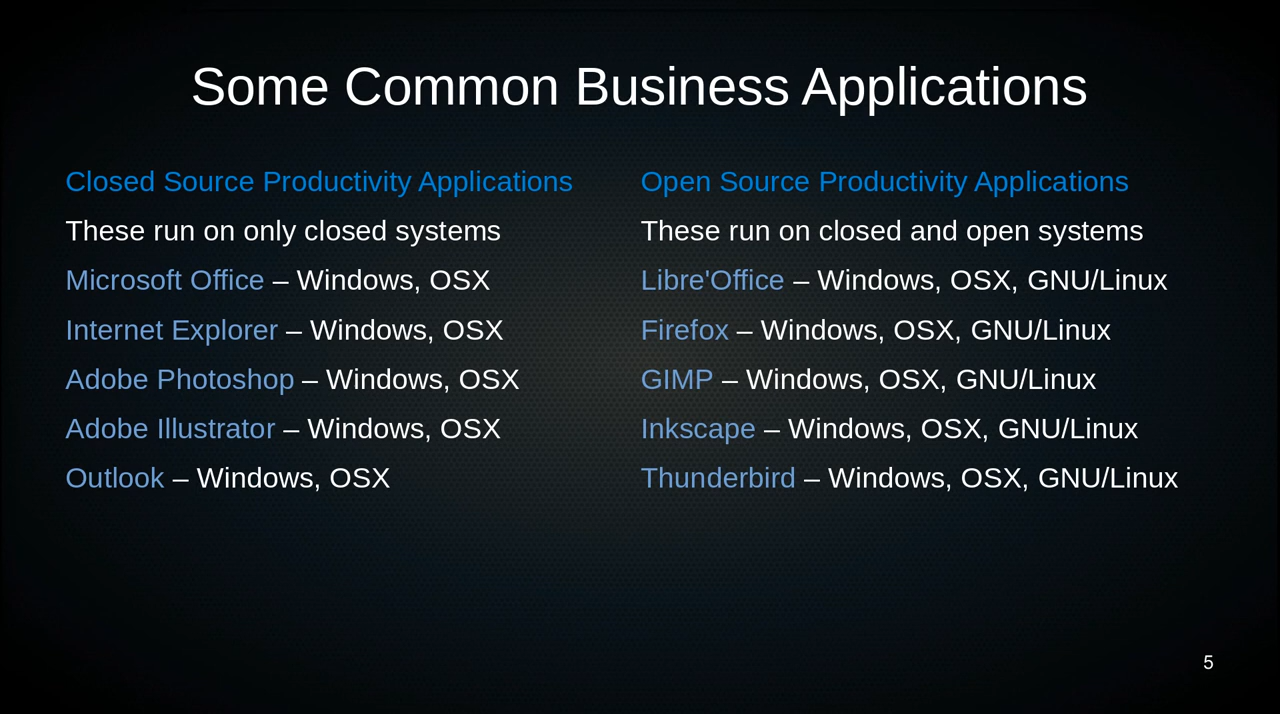 Some Common Business Applications
Closed Source Productivity Applications
These run on only closed systems
Microsoft Office – Windows, OSX
Internet Explorer – Windows, OSX
Adobe Photoshop – Windows, OSX
Adobe Illustrator – Windows, OSX
Outlook – Windows, OSX
Open Source Productivity Applications
These run on closed and open systems
Libre'Office – Windows, OSX, GNU/Linux
Firefox – Windows, OSX, GNU/Linux
GIMP – Windows, OSX, GNU/Linux
Inkscape – Windows, OSX, GNU/Linux
Thunderbird – Windows, OSX, GNU/Linux
5